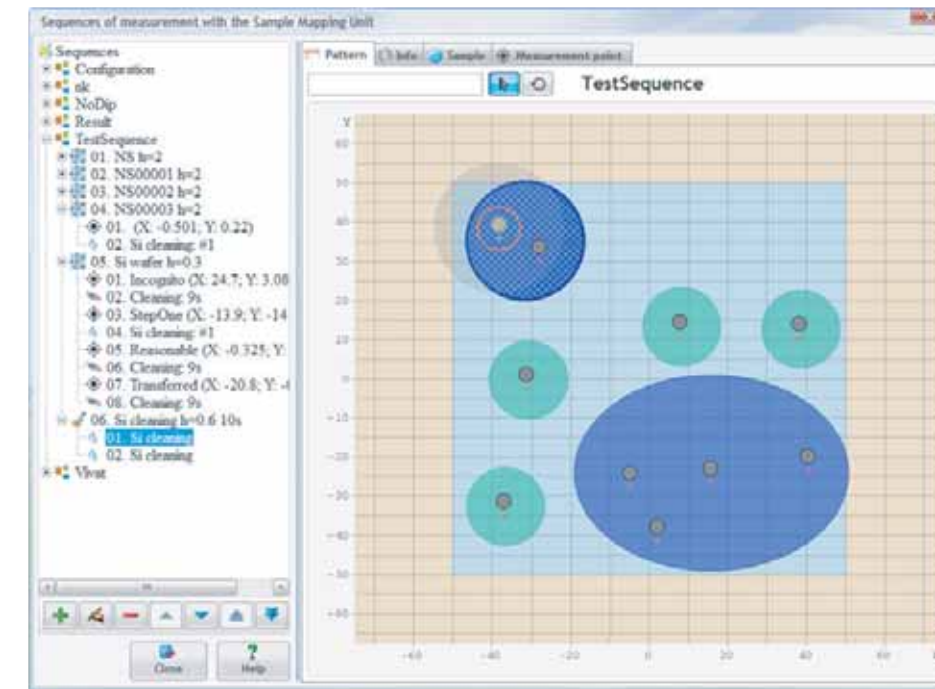 Sequences of measurement with the Sample Mapping Unit
Sequences
Configuration
nk
NoDip
Result
TestSequence
01. NS h=2
02. NS00001 h=2
03. NS00002 h=2
04. NS00003 h=2
01. (X: -0.501; Y: 0.22)
02. Si cleaning: #1
05. Si wafer h=0.3
01. Incognito (X: 24.7; Y: 3.08
02. Cleaning: 9s
03. StepOne (X: -13.9; Y: -14
04. Si cleaning: #1
05. Reasonable (X: -0.325; Y:
06. Cleaning: 9s
07. Transferred (X: -20.8; Y: -
08. Cleaning: 9s
06. Si cleaning h=0.6 10s
01. Si cleaning
02. Si cleaning
Vivat
Close
Help
Pattern Info Sample Measurement point
TestSequence
Y
60
50
40
30
20
10
0
-10
-20
-30
-40
-50
-60
-60 -40 -20 0 20 40 60